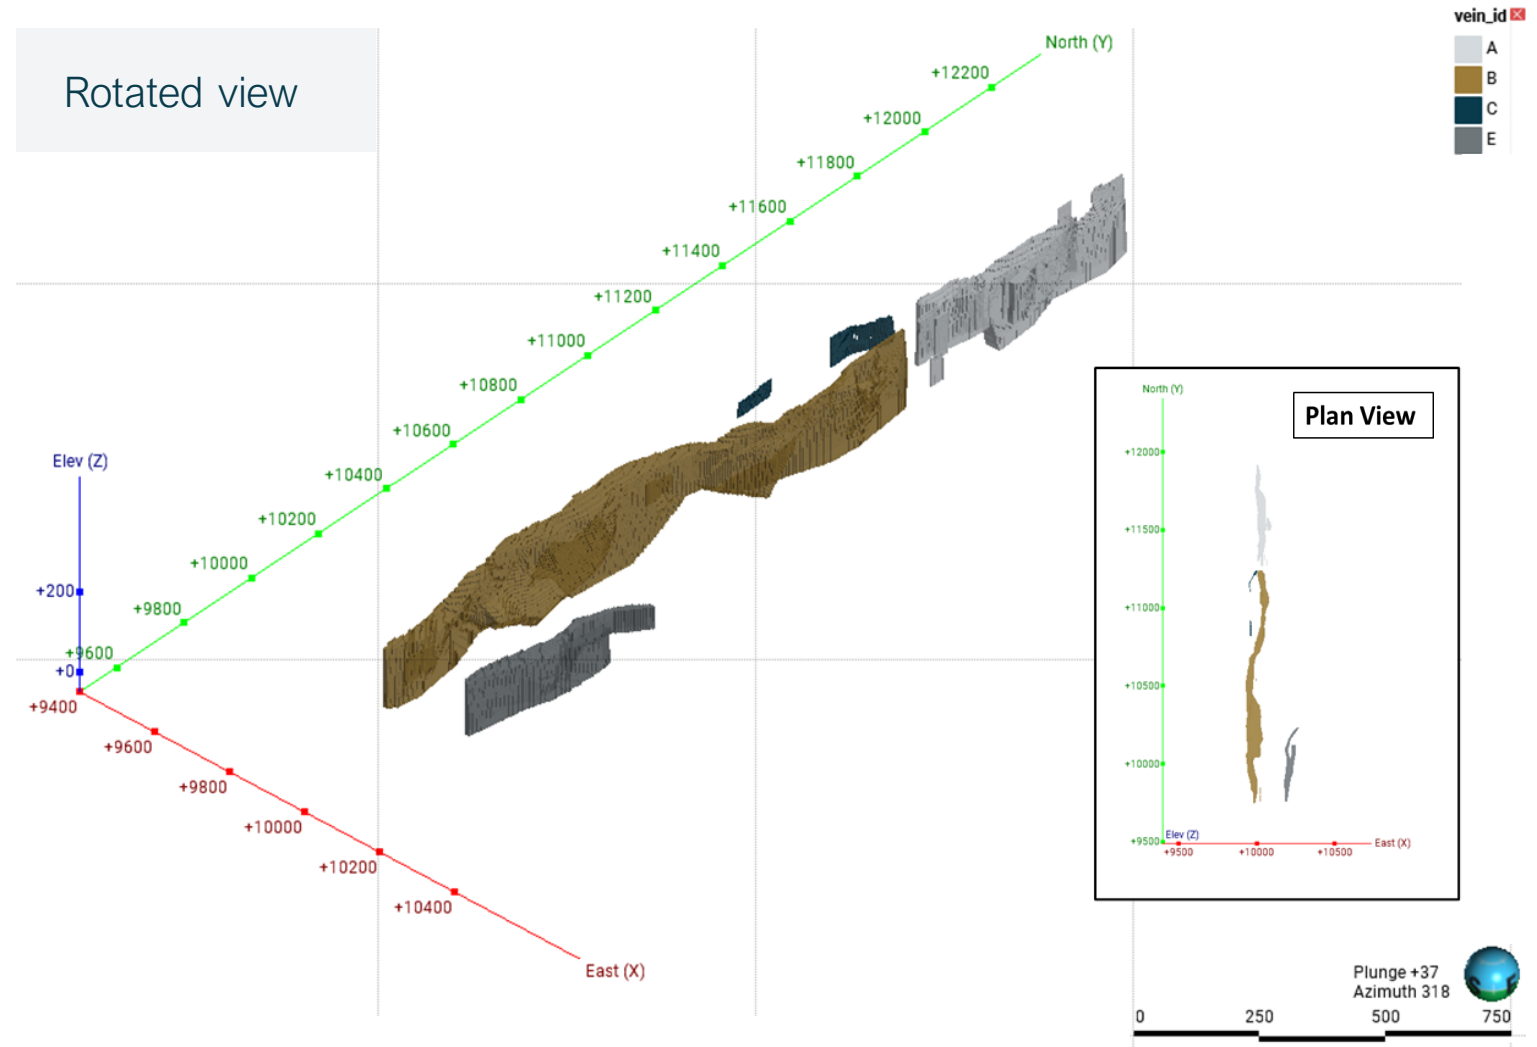 vein_id
A
B
C
E
Rotated view
North (Y)
+12200
+12000
+11800
+11600
+11400
+11200
+11000
+10800
+10600
+10400
+10200
+10000
+9800
+9600
Elev (Z)
+200
+0
+9400
+9600
+9800
+10000
+10200
+10400
East (X)
North (Y)
Plan View
+12000
+11500
+11000
+10500
+10000
+9500
Elev (Z)
East (X)
+9500
+10000
+10500
Plunge +37
Azimuth 318
0
250
500
750